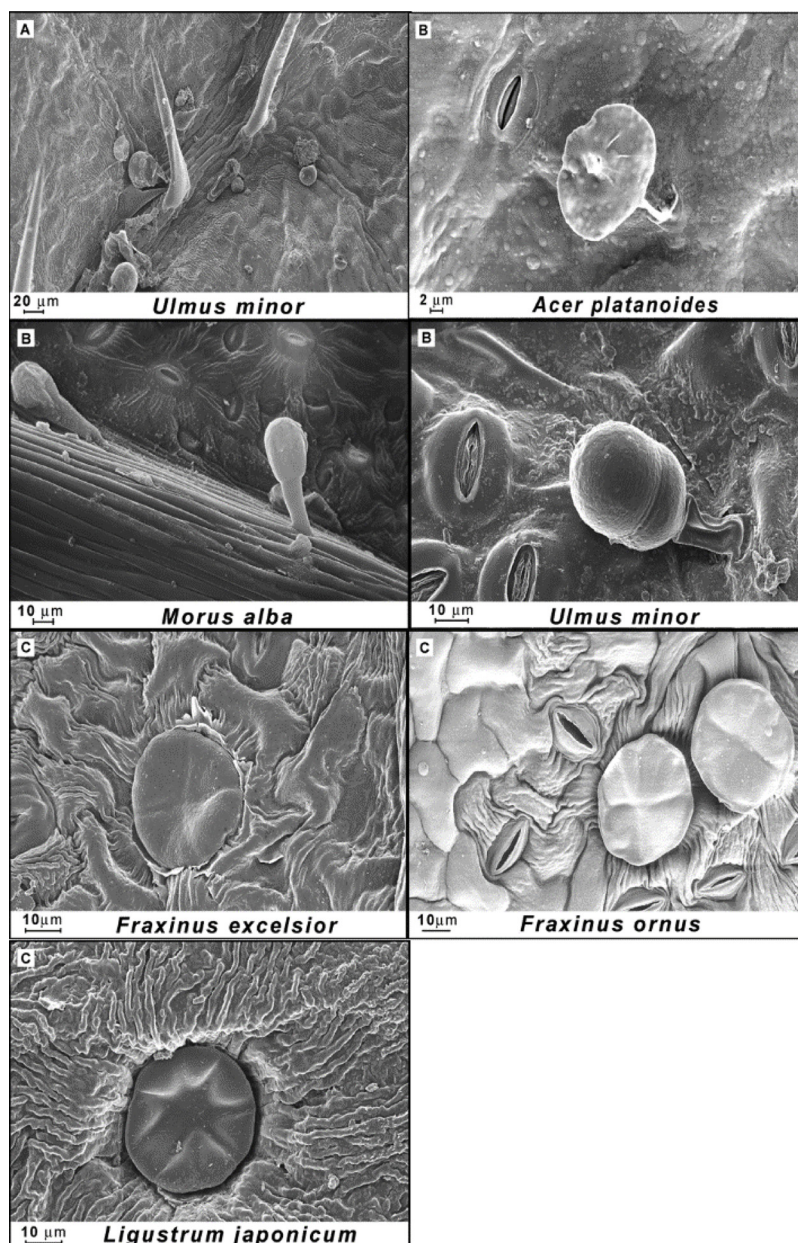 A
20 µm
Ulmus minor
B
2 µm
Acer platanoides
B
10 µm
Morus alba
B
10 µm
Ulmus minor
C
10µm
Fraxinus excelsior
C
10µm
Fraxinus ornus
C
10 µm
Ligustrum japonicum